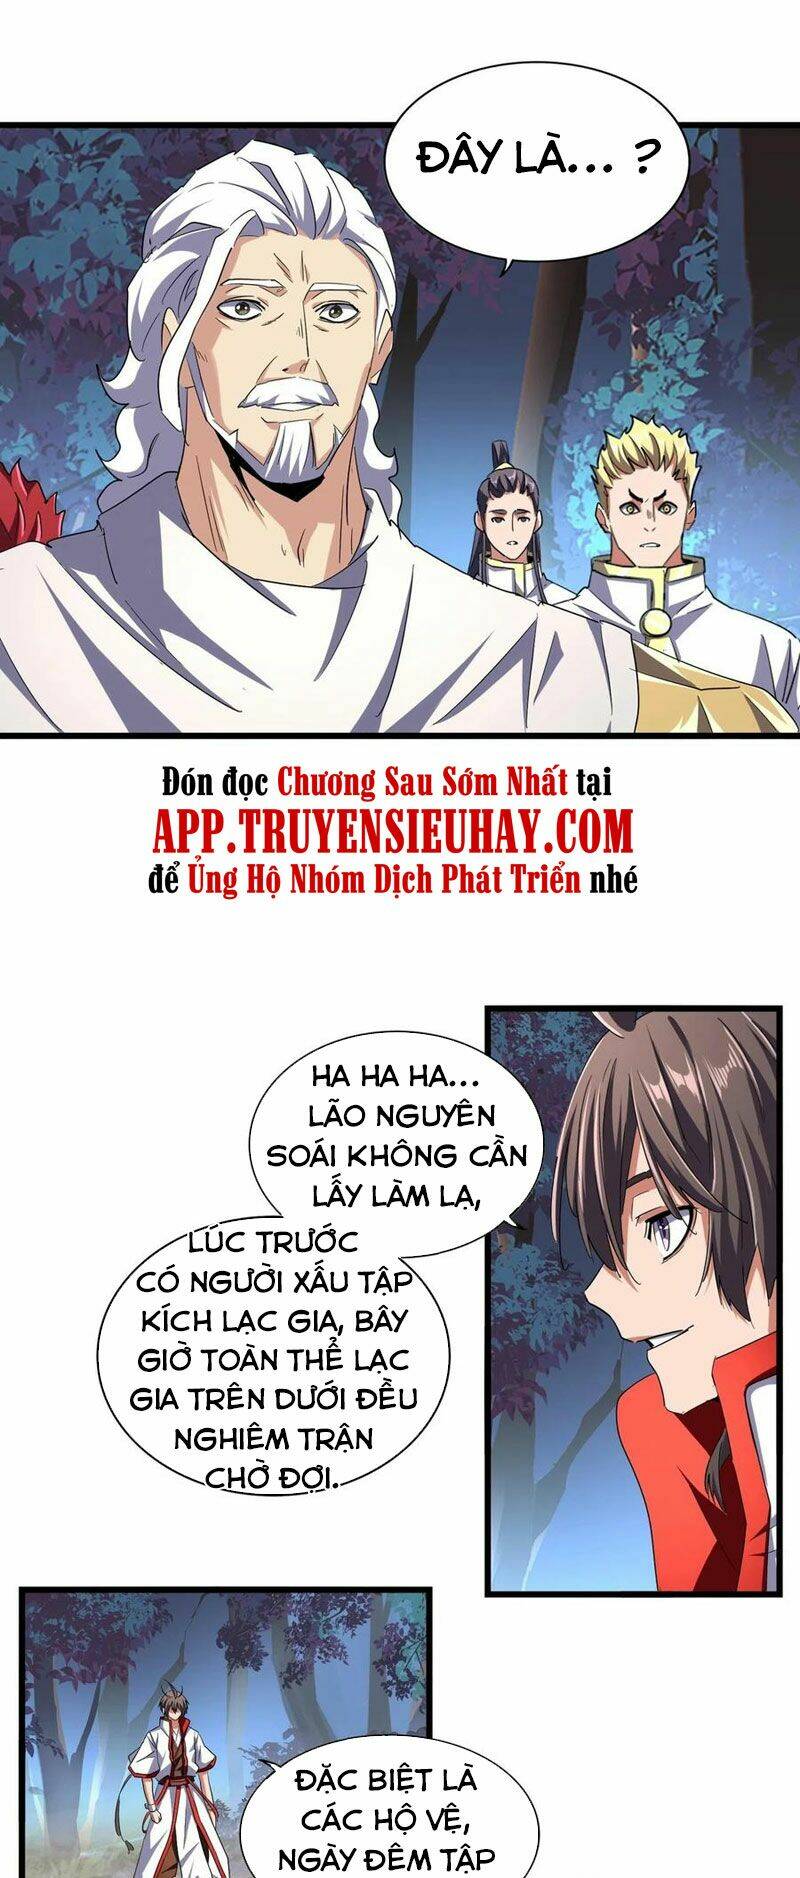 ĐÂY LÀ... ?
Đón đọc Chương Sau Sớm Nhất tại
APP.TRUYENSIEUHAY.COM
để Ủng Hộ Nhóm Dịch Phát Triển nhé
HA HA HA...
LÃO NGUYÊN
SOÁI KHÔNG CẦN
LẤY LÀM LẠ,
LÚC TRƯỚC
CÓ NGƯỜI XẤU TẬP
KÍCH LẠC GIA, BÂY
GIỜ TOÀN THỂ LẠC
GIA TRÊN DƯỚI ĐỀU
NGHIÊM TRẬN
CHỜ ĐỢI.
ĐẶC BIỆT LÀ
CÁC HỘ VỆ,
NGÀY ĐÊM TẬP